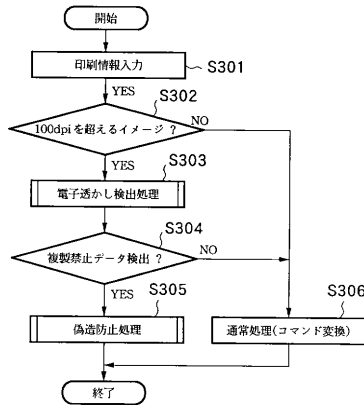 開始
印刷情報入力
S301
YES
S302
100dpiを超えるイメージ ?
NO
YES
S303
電子透かし検出処理
S304
複製禁止データ検出 ?
NO
YES
S305
偽造防止処理
S306
通常処理(コマンド変換)
終了